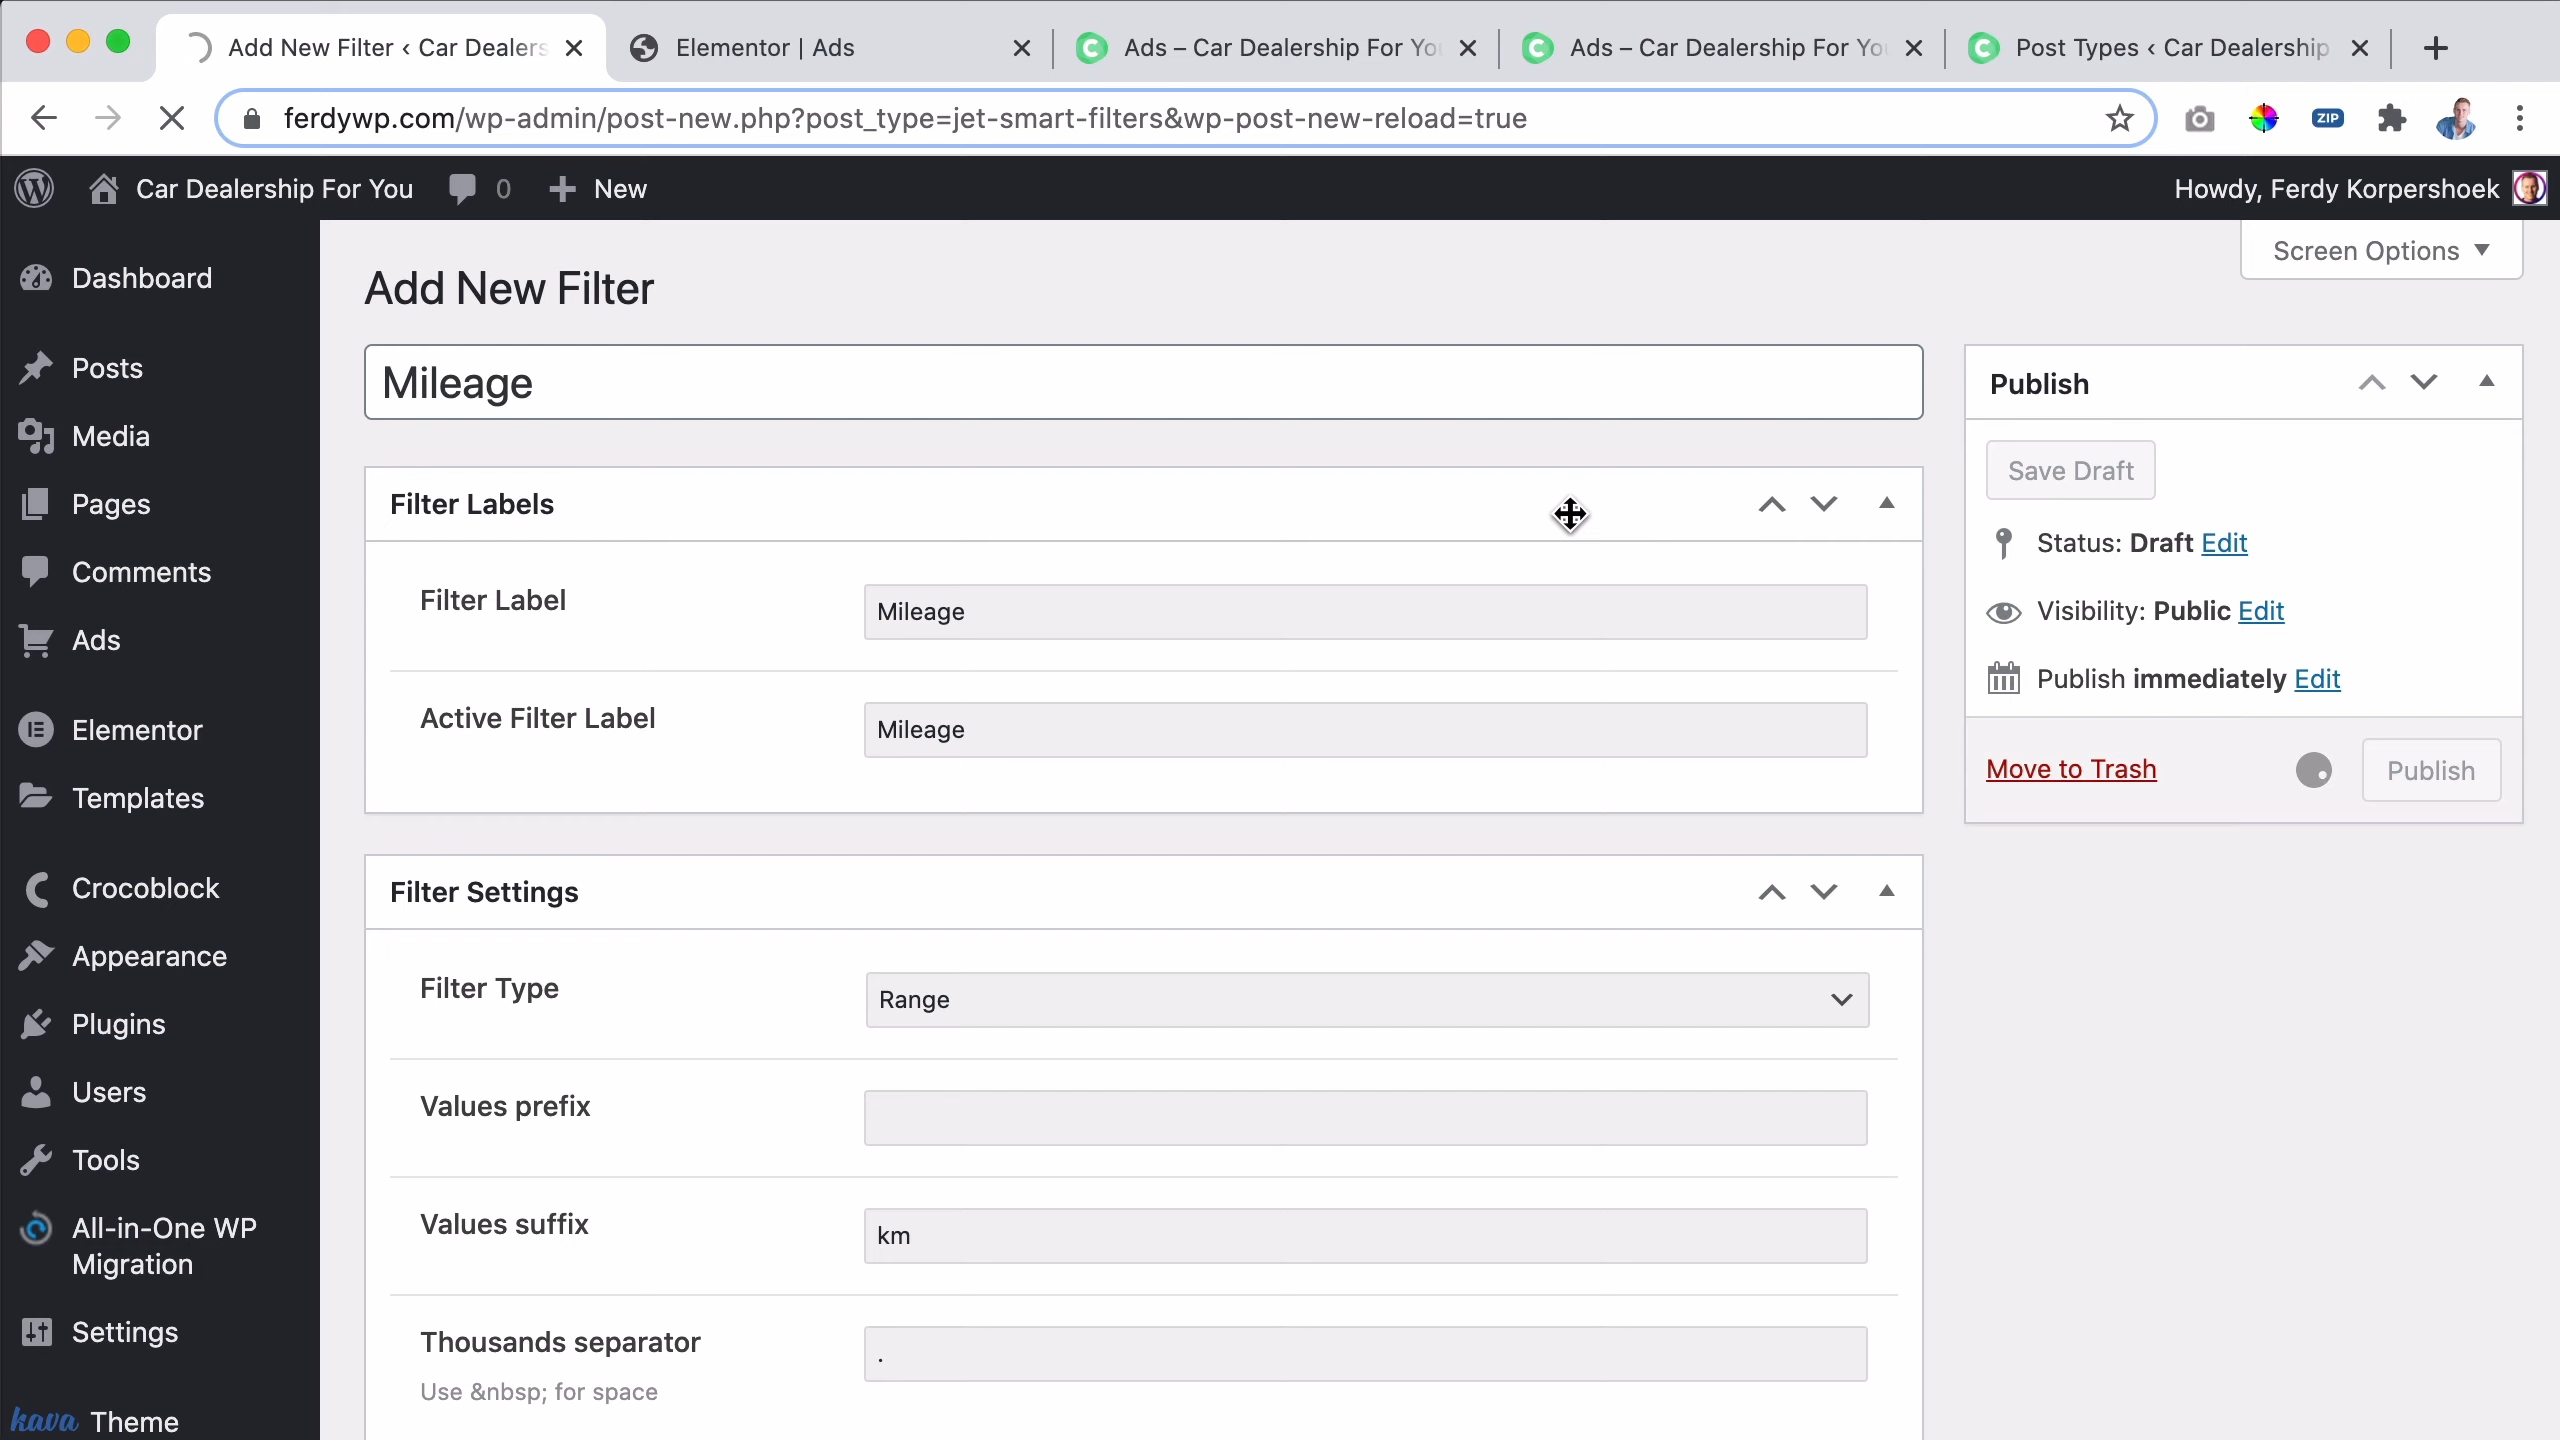 Add New Filter ‹ Car Dealers
Elementor | Ads
Ads – Car Dealership For You
Ads – Car Dealership For You
Post Types ‹ Car Dealership
ferdywp.com/wp-admin/post-new.php?post_type=jet-smart-filters&wp-post-new-reload=true
ZIP
Car Dealership For You
0
New
Howdy, Ferdy Korpershoek
Dashboard
Posts
Media
Pages
Comments
Ads
Elementor
Templates
Crocoblock
Appearance
Plugins
Users
Tools
All-in-One WP
Migration
Settings
kava Theme
Screen Options
Add New Filter
Mileage
Filter Labels
Filter Label
Mileage
Active Filter Label
Mileage
Filter Settings
Filter Type
Range
Values prefix
Values suffix
km
Thousands separator
.
Use &nbsp; for space
Publish
Save Draft
Status: Draft Edit
Visibility: Public Edit
Publish immediately Edit
Move to Trash
Publish